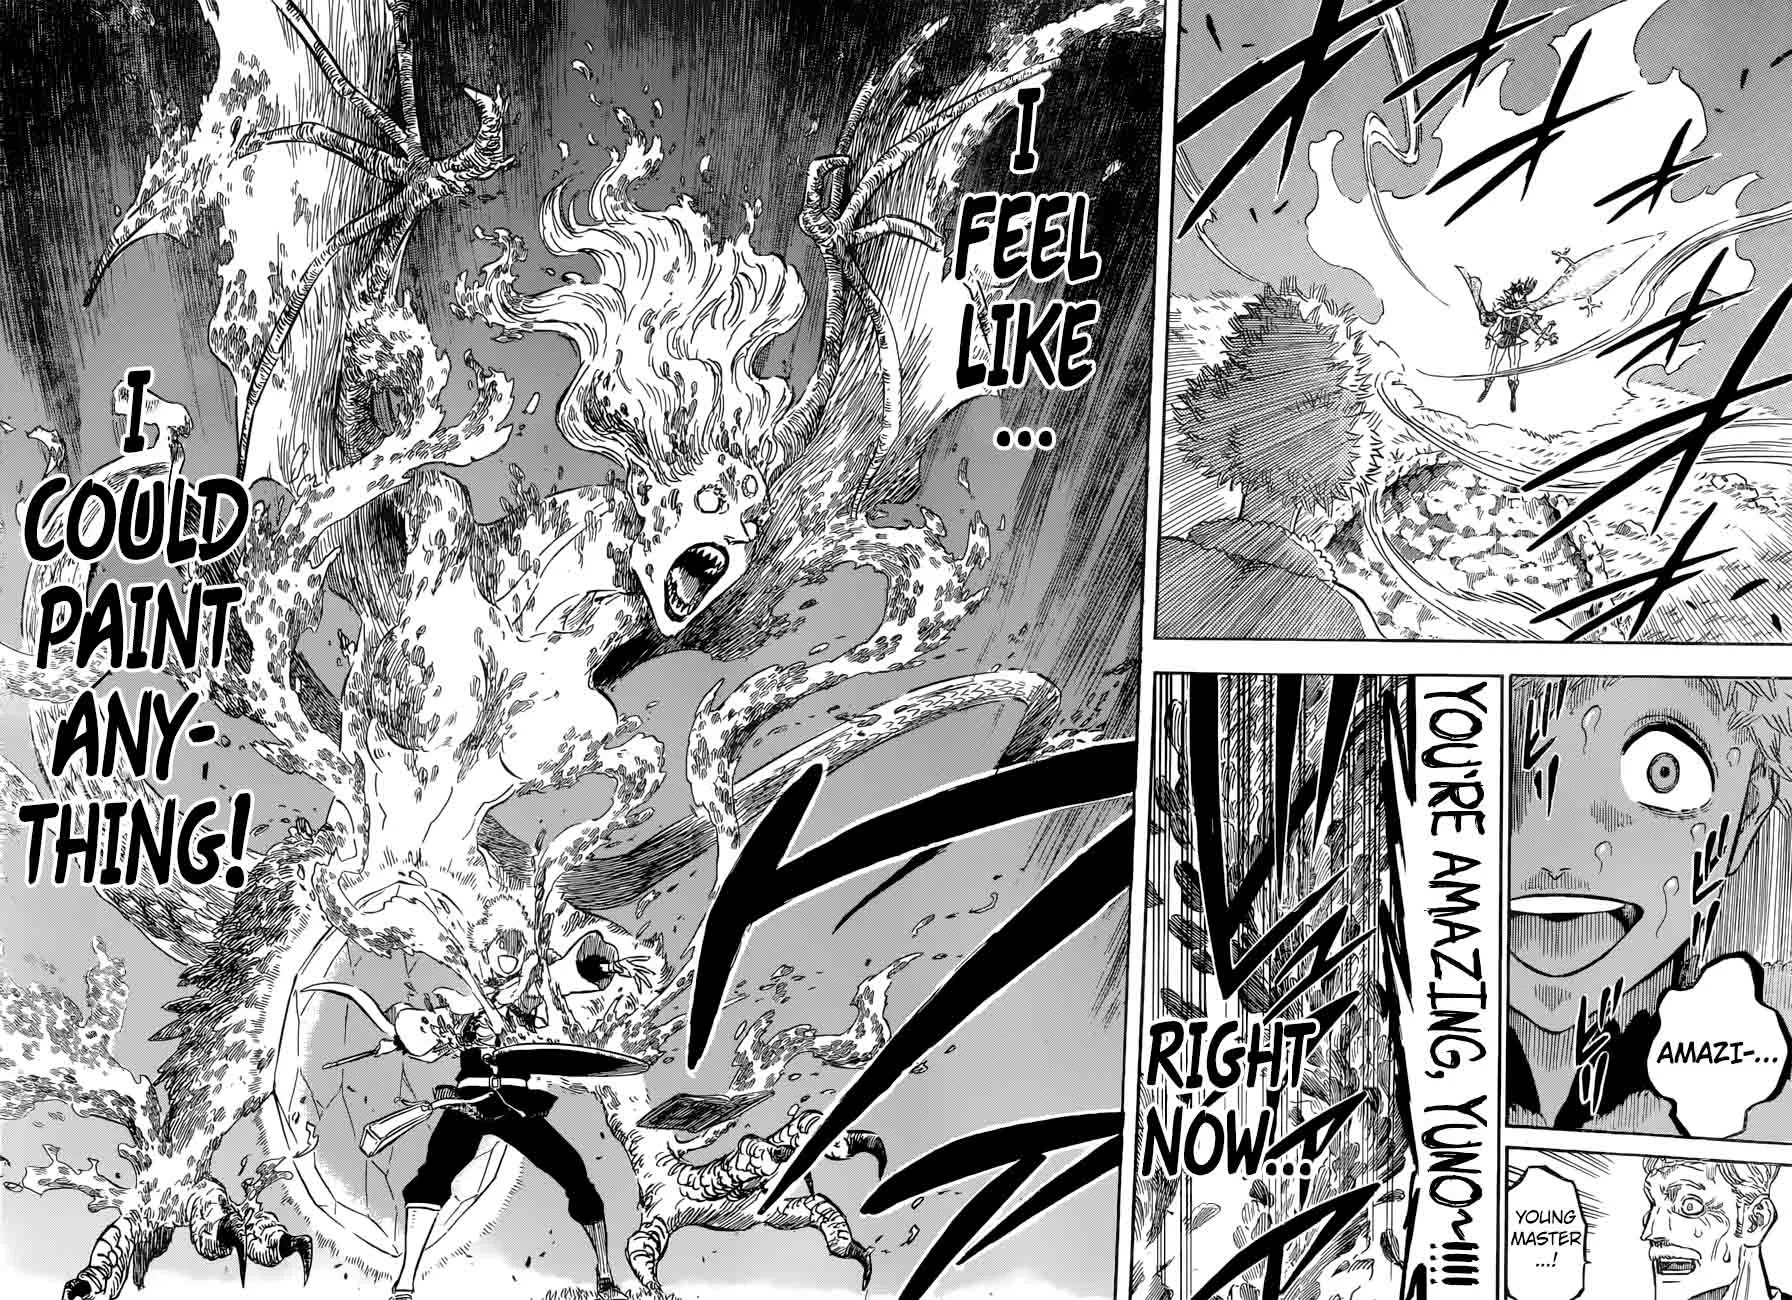 AMAZI-...
YOU'RE AMAZING, YUNO~!!!!!
YOUNG
MASTER
...!
RIGHT
NOW...
I
FEEL
LIKE
...
I
COULD
PAINT
ANY-
THING!